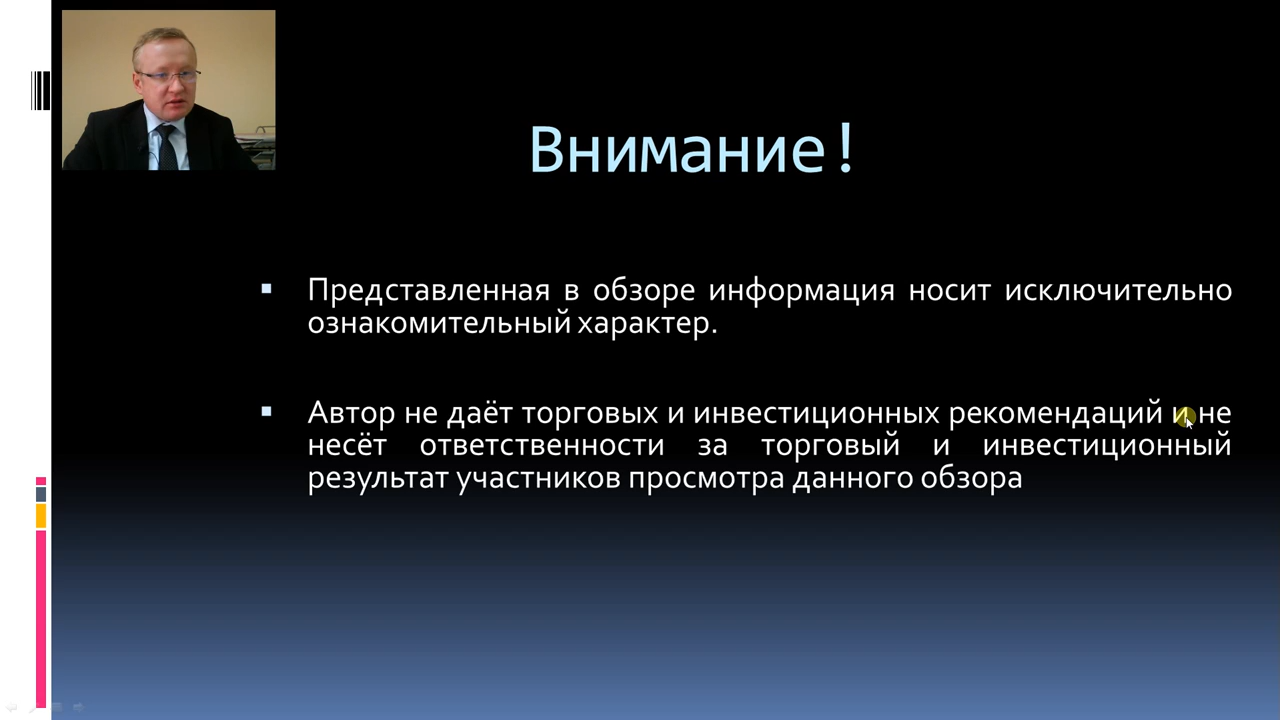 Внимание!
Представленная в обзоре информация носит исключительно
ознакомительный характер.
Автор не даёт торговых и инвестиционных рекомендаций и не
несёт ответственности за торговый и инвестиционный
результат участников просмотра данного обзора